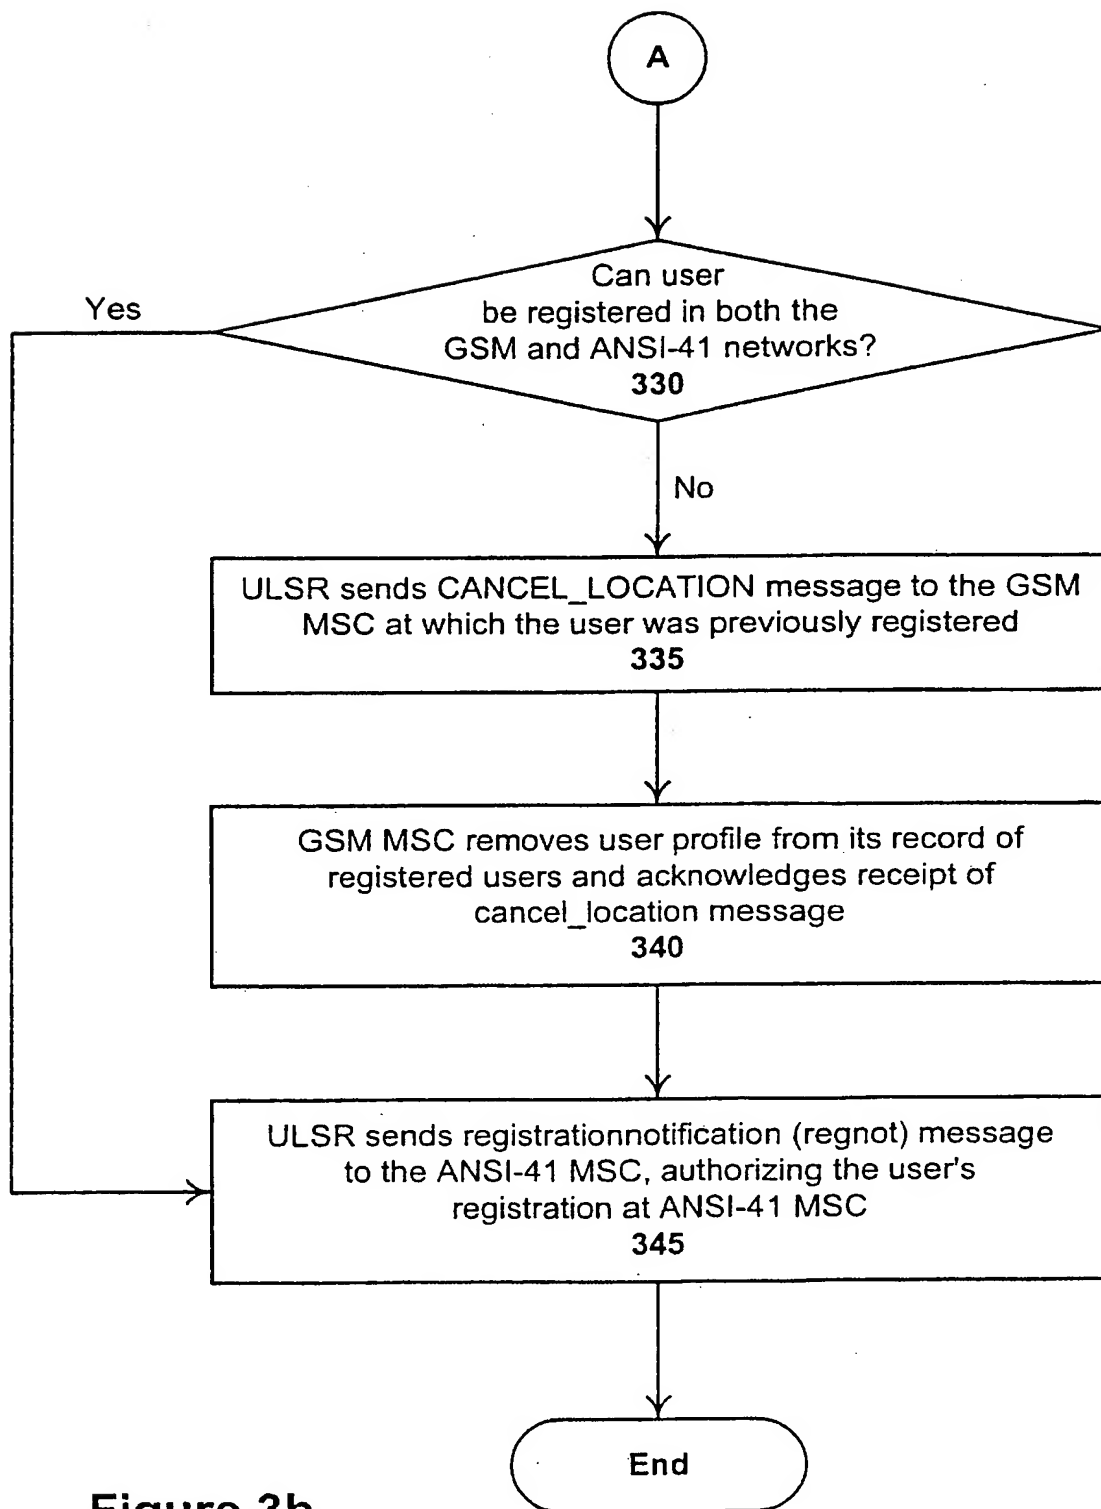 A
Can user
be registered in both the
GSM and ANSI-41 networks?
330
Yes
No
ULSR sends CANCEL_LOCATION message to the GSM
MSC at which the user was previously registered
335
GSM MSC removes user profile from its record of
registered users and acknowledges receipt of
cancel_location message
340
ULSR sends registrationnotification (regnot) message
to the ANSI-41 MSC, authorizing the user's
registration at ANSI-41 MSC
345
End
Figure 3b